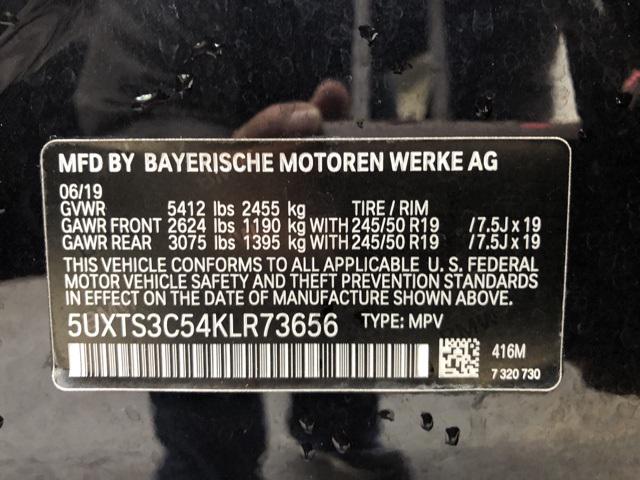 MFD BY BAYERISCHE MOTOREN WERKE AG
06/19
GVWR 5412 lbs 2455 kg TIRE / RIM
GAWR FRONT 2624 lbs 1190 kg WITH 245/50 R19 /7.5J x 19
GAWR REAR 3075 lbs 1395 kg WITH 245/50 R19 /7.5J x 19
THIS VEHICLE CONFORMS TO ALL APPLICABLE U. S. FEDERAL
MOTOR VEHICLE SAFETY AND THEFT PREVENTION STANDARDS
IN EFFECT ON THE DATE OF MANUFACTURE SHOWN ABOVE.
5UXTS3C54KLR73656 TYPE: MPV
416M
7 320 730